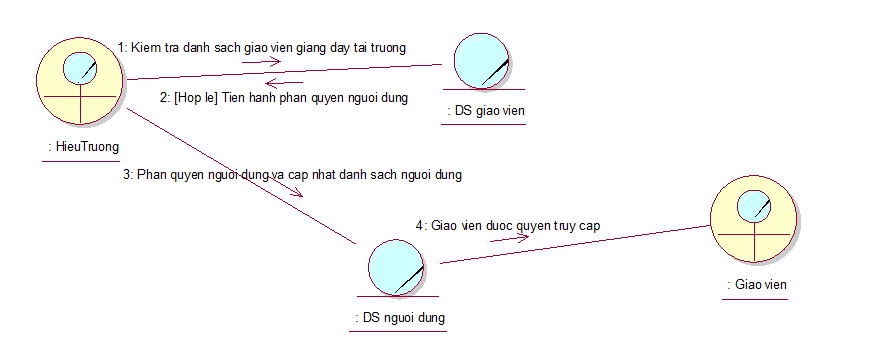 1: Kiem tra danh sach giao vien giang day tai truong
2: [Hop le] Tien hanh phan quyen nguoi dung
: DS giao vien
: HieuTruong
3: Phan quyen nguoi dung va cap nhat danh sach nguoi dung
4: Giao vien duoc quyen truy cap
: Giao vien
: DS nguoi dung